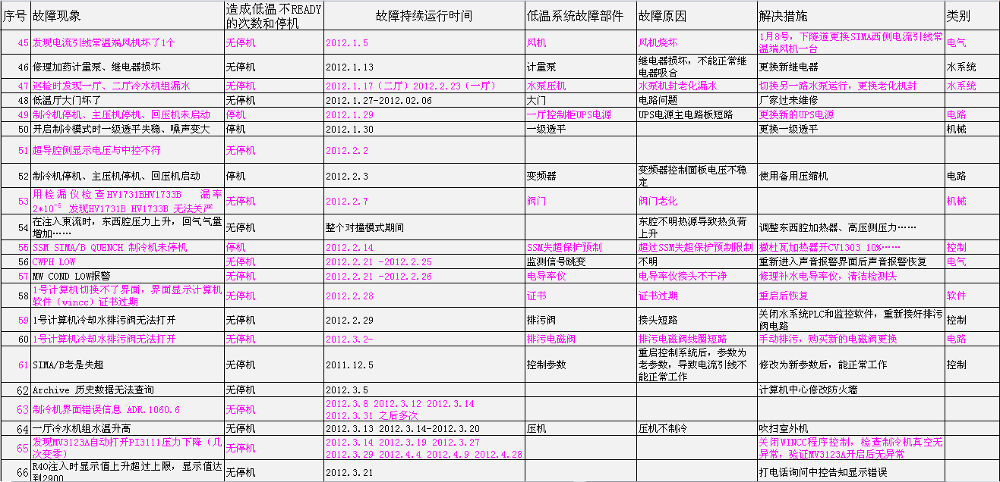 序号 故障现象 造成低温不READY的次数和停机 故障持续运行时间 低温系统故障部件 故障原因 解决措施 类别
45 发现电流引线常温端风机坏了1个 无停机 2012.1.5 风机 风机烧坏 1月8号，下隧道更换SIMA西侧电流引线常温端风机一台 电气
46 修理加药计量泵、继电器损坏 无停机 2012.1.13 计量泵 继电器损坏，不能正常继电器吸合 更换新继电器 水系统
47 巡检时发现一厅、二厅冷水机组漏水 无停机 2012.1.17（二厅）2012.2.23（一厅） 水泵压机 水泵机封老化漏水 切换另一路水泵运行，更换老化机封 水系统
48 低温厅大门坏了 无停机 2012.1.27-2012.02.06 大门 电路问题 厂家过来维修
49 制冷机停机、主压机停机、回压机未启动 停机 2012.1.29 一厅控制柜UPS电源 UPS电源主电路板短路 更换新的UPS电源 电路
50 开启制冷模式时一级透平失稳、噪声变大 停机 2012.1.30 一级透平 更换一级透平 机械
51 超导腔侧显示电压与中控不符 无停机 2012.2.2
52 制冷机停机、主压机停机、回压机启动 停机 2012.2.3 变频器 变频器控制面板电压不稳定 使用备用压缩机 电路
53 用检漏仪检查HV1731BHV1733B 漏率2*10⁻⁸ 发现HV1731B HV1733B 无法关严 无停机 2012.2.7 阀门 阀门老化 机械
54 在注入束流时，东西腔压力上升，回气气量增加…… 无停机 整个对撞模式期间 东腔不明热源导致热负荷上升 调整东西腔加热器、高压侧压力……
55 SSM SIMA/B QUENCH 制冷机未停机 停机 2012.2.14 SSM失超保护预制 超过SSM失超保护预制限制 撤杜瓦加热器开CV1303 10%…… 控制
56 CWPH LOW 无停机 2012.2.21 -2012.2.25 监测信号跳变 不明 重新进入声音报警界面后声音报警恢复 电气
57 MW COND LOW报警 无停机 2012.2.21 -2012.2.26 电导率仪 电导率仪接头不干净 修理补水电导率仪，清洁检测头
58 1号计算机切换不了界面，界面显示计算机软件（wincc）证书过期 无停机 2012.2.28 证书 证书过期 重启后恢复 软件
59 1号计算机冷却水排污阀无法打开 无停机 2012.2.29 排污阀 接头短路 关闭水系统PLC和监控软件，重新接好排污阀电路 控制
60 1号计算机冷却水排污阀无法打开 无停机 2012.3.2- 排污电磁阀 排污电磁阀线圈短路 手动排污，购买新的电磁阀更换 电路
61 SIMA/B老是失超 无停机 2011.12.5 控制参数 重启控制系统后，参数为老参数，导致电流引线不能正常工作 修改为新参数后，能正常工作 控制
62 Archive 历史数据无法查询 无停机 2012.3.5 计算机中心修改防火墙
63 制冷机界面错误信息 ADR.1060.6 无停机 2012.3.8 2012.3.12 2012.3.14 2012.3.31 之后多次
64 一厅冷水机组水温升高 无停机 2012.3.13 2012.3.14-2012.3.20 压机 压机不制冷 吹扫室外机
65 发现MV3123A自动打开PI3111压力下降（几次变零） 无停机 2012.3.14 2012.3.19 2012.3.27 2012.3.29 2012.4.4 2012.4.9 2012.4.28 关闭WINCC程序控制，检查制冷机真空无异常，验证MV3123A开启后无异常
66 R40注入时显示值上升超过上限，显示值达到2900 无停机 2012.3.21 打电话询问中控告知显示错误